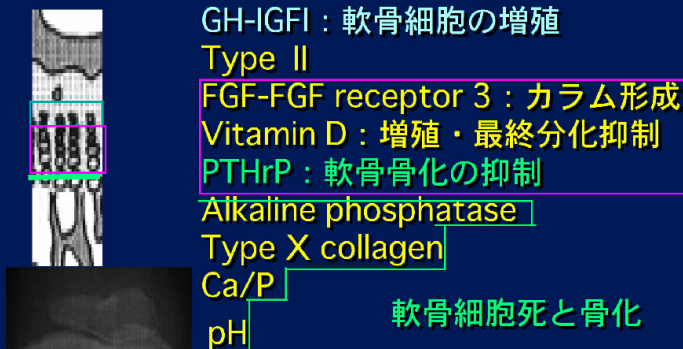 GH-IGFI：軟骨細胞の増殖
Type Ⅱ
FGF-FGF receptor 3：カラム形成
Vitamin D：増殖・最終分化抑制
PTHrP：軟骨骨化の抑制
Alkaline phosphatase
Type X collagen
Ca/P
軟骨細胞死と骨化
pH